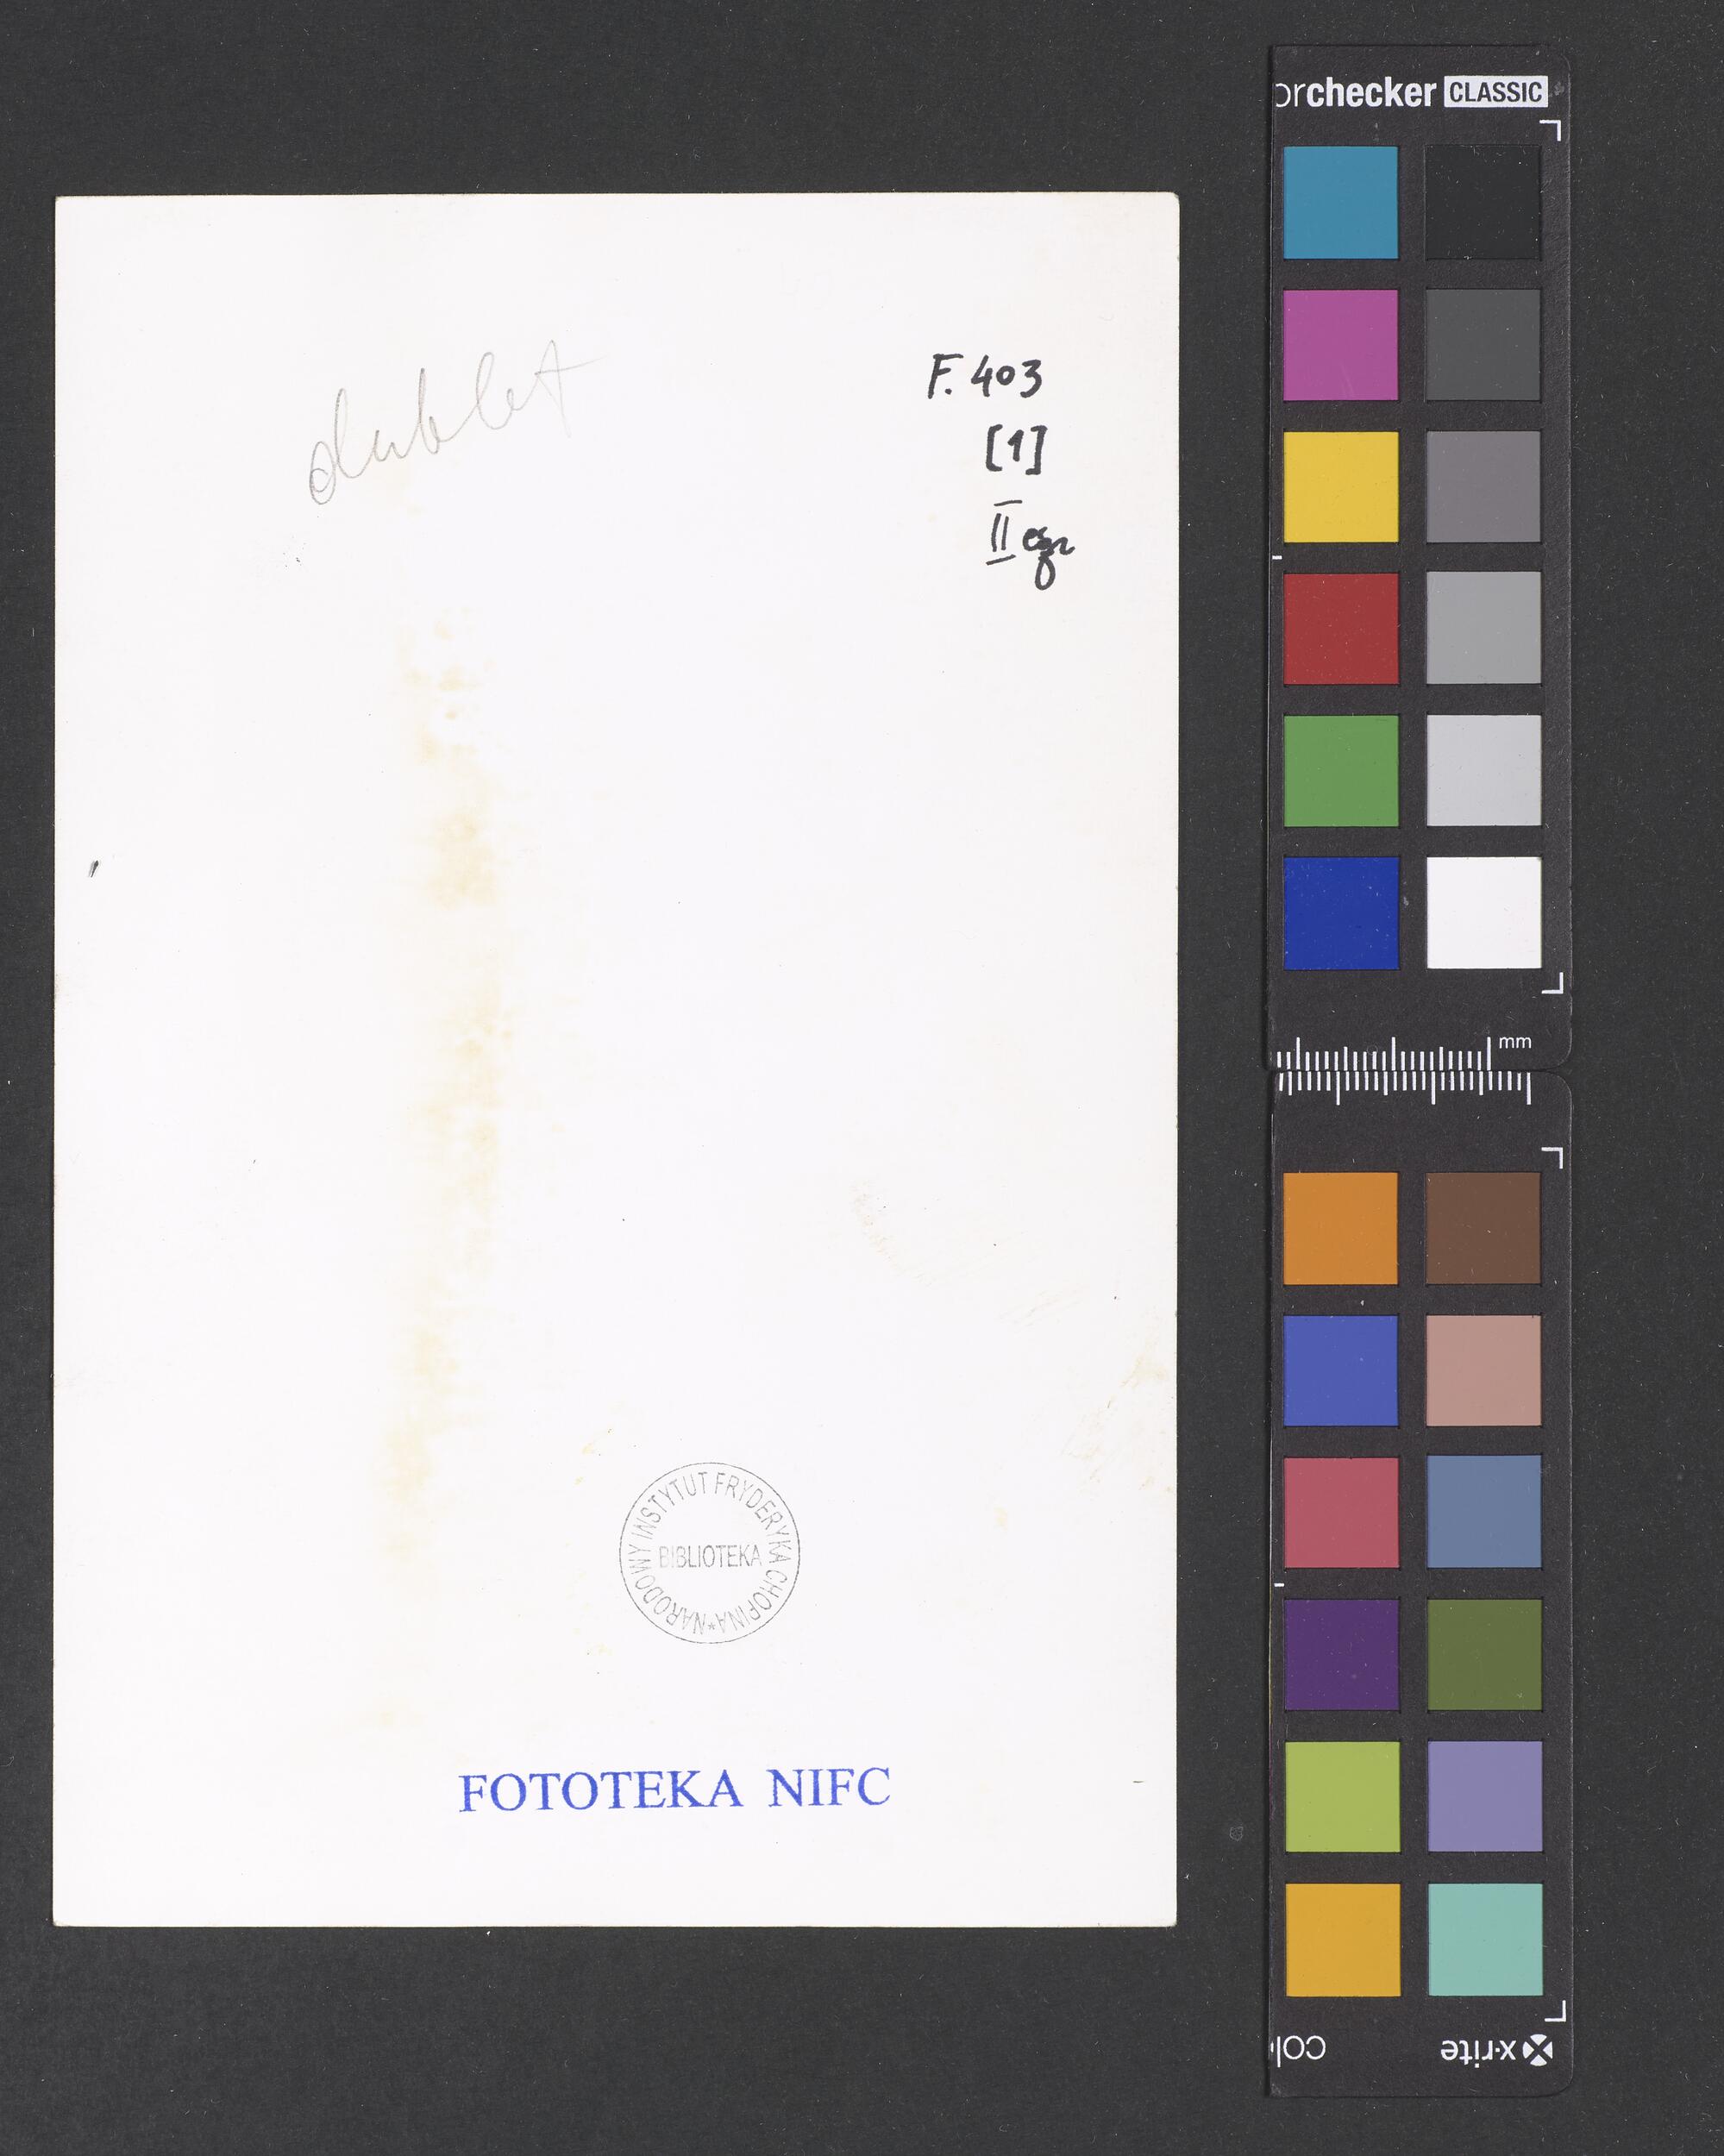 orchecker CLASSIC
dublet
F. 403
[1]
II egz
mm
NARODOWY INSTYTUT FRYDERYKA CHOPINA *
BIBLIOTEKA
FOTOTEKA NIFC
col
x·rite